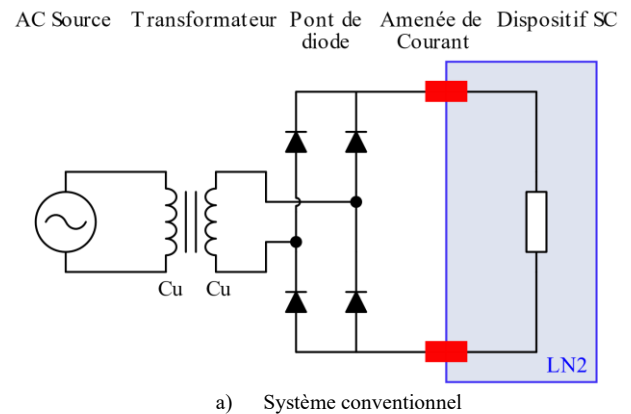 AC Source Transformateur Pont de diode Amenée de Courant Dispositif SC
Cu Cu
LN2
a) Système conventionnel